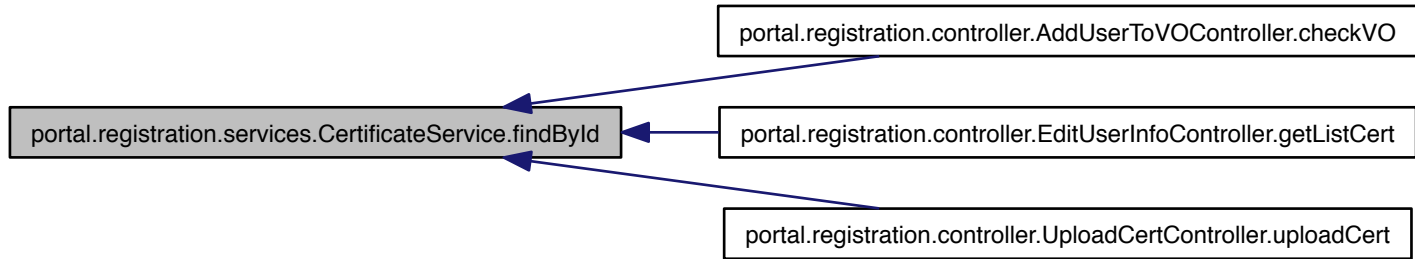 portal.registration.controller.AddUserToVOController.checkVO
portal.registration.services.CertificateService.findById
portal.registration.controller.EditUserInfoController.getListCert
portal.registration.controller.UploadCertController.uploadCert